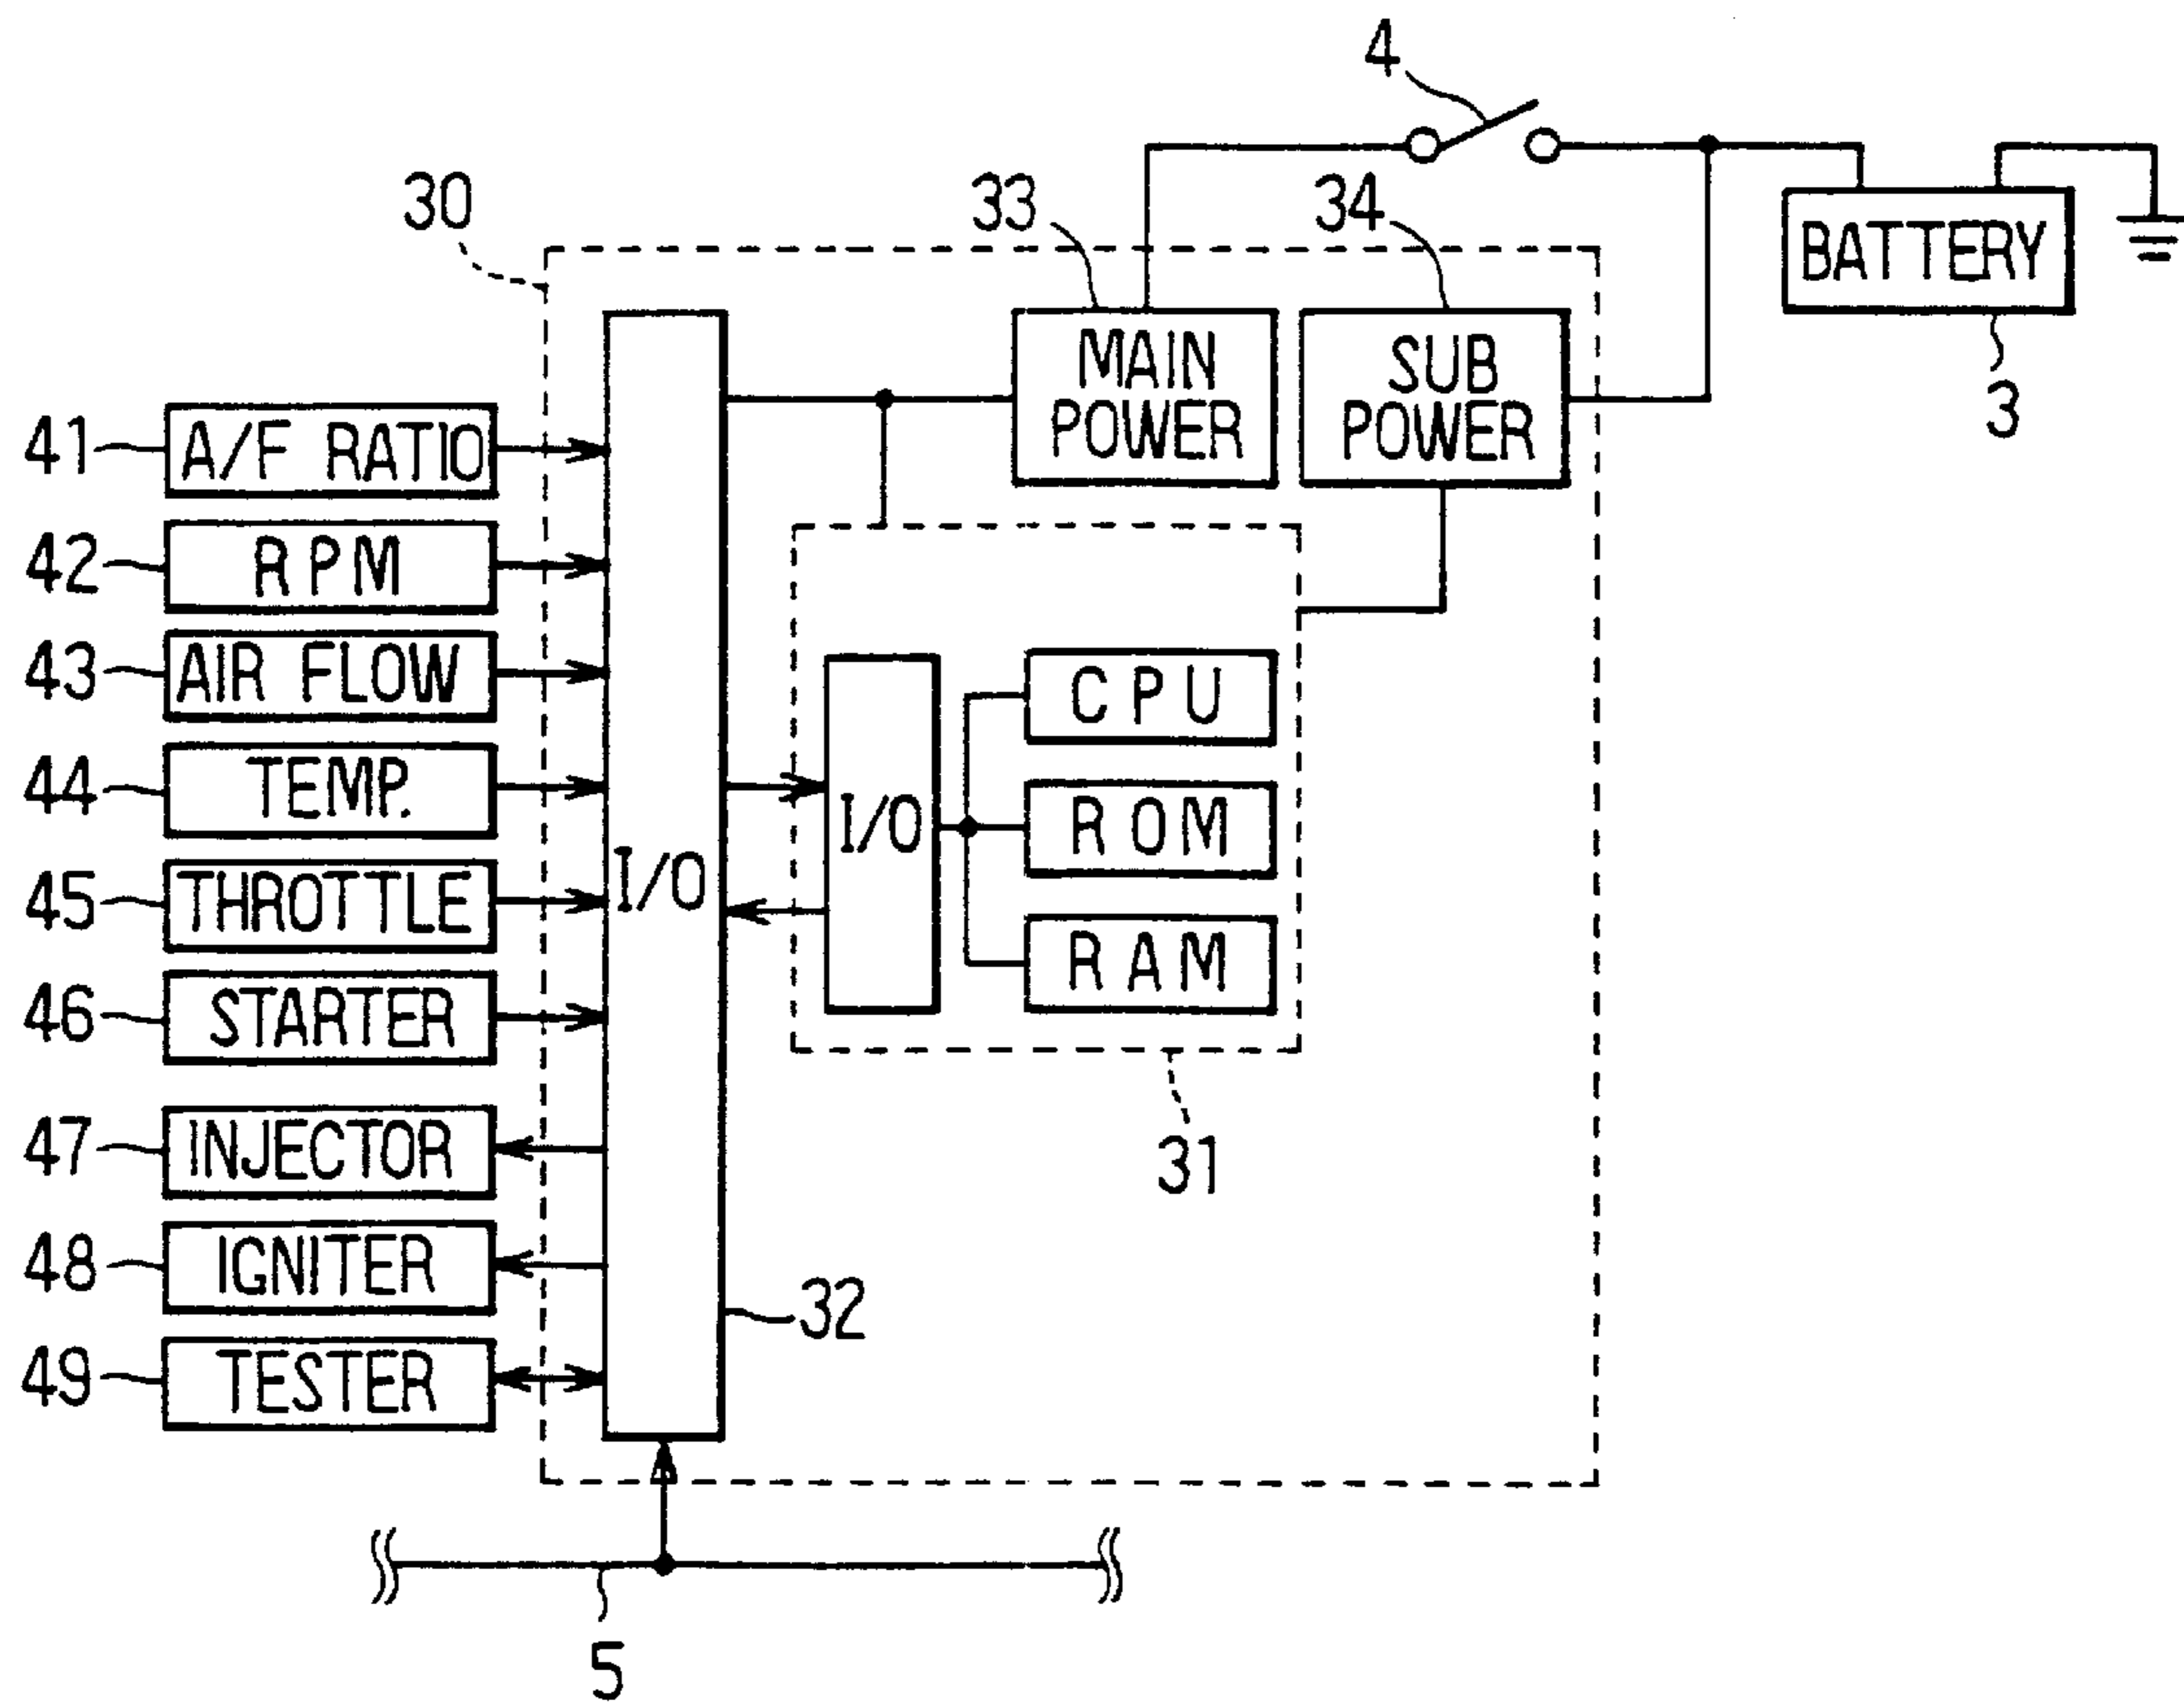 4
30
33
34
BATTERY
3
MAIN
POWER
SUB
POWER
41
A/F RATIO
42
RPM
43
AIR FLOW
44
TEMP.
45
THROTTLE
46
STARTER
47
INJECTOR
48
IGNITER
49
TESTER
I/O
I/O
CPU
ROM
RAM
31
32
5